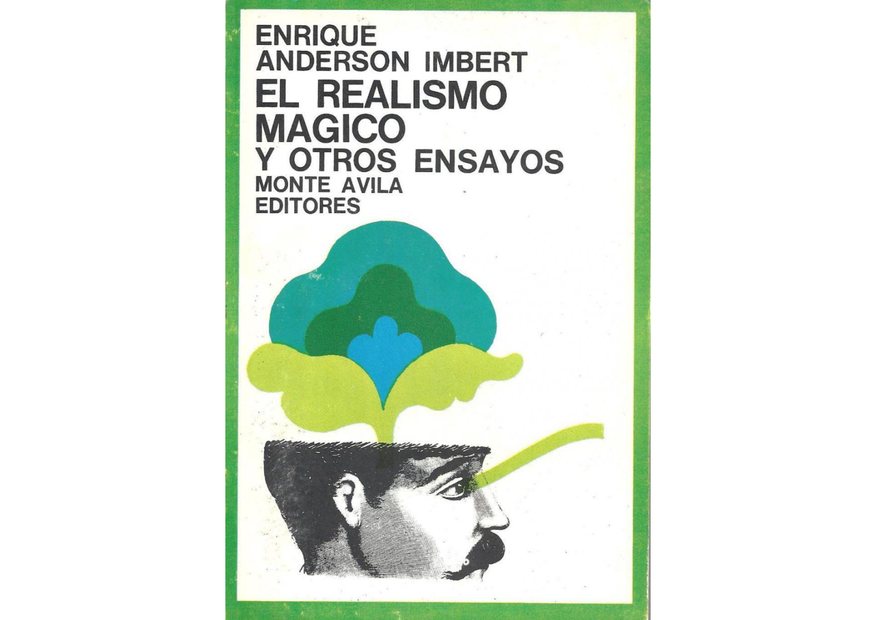 ENRIQUE
ANDERSON IMBERT
EL REALISMO
MAGICO
Y OTROS ENSAYOS
MONTE AVILA
EDITORES